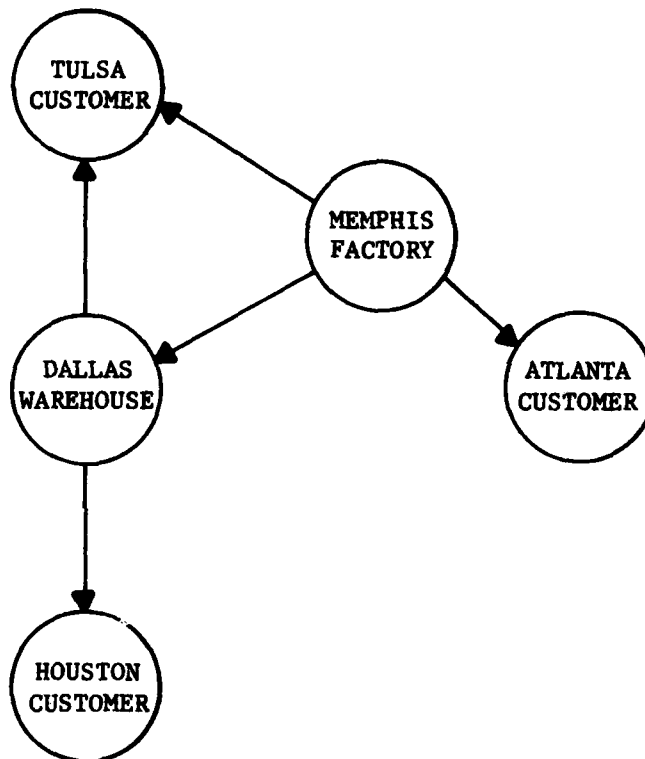 TULSA
CUSTOMER
MEMPHIS
FACTORY
DALLAS
WAREHOUSE
ATLANTA
CUSTOMER
HOUSTON
CUSTOMER